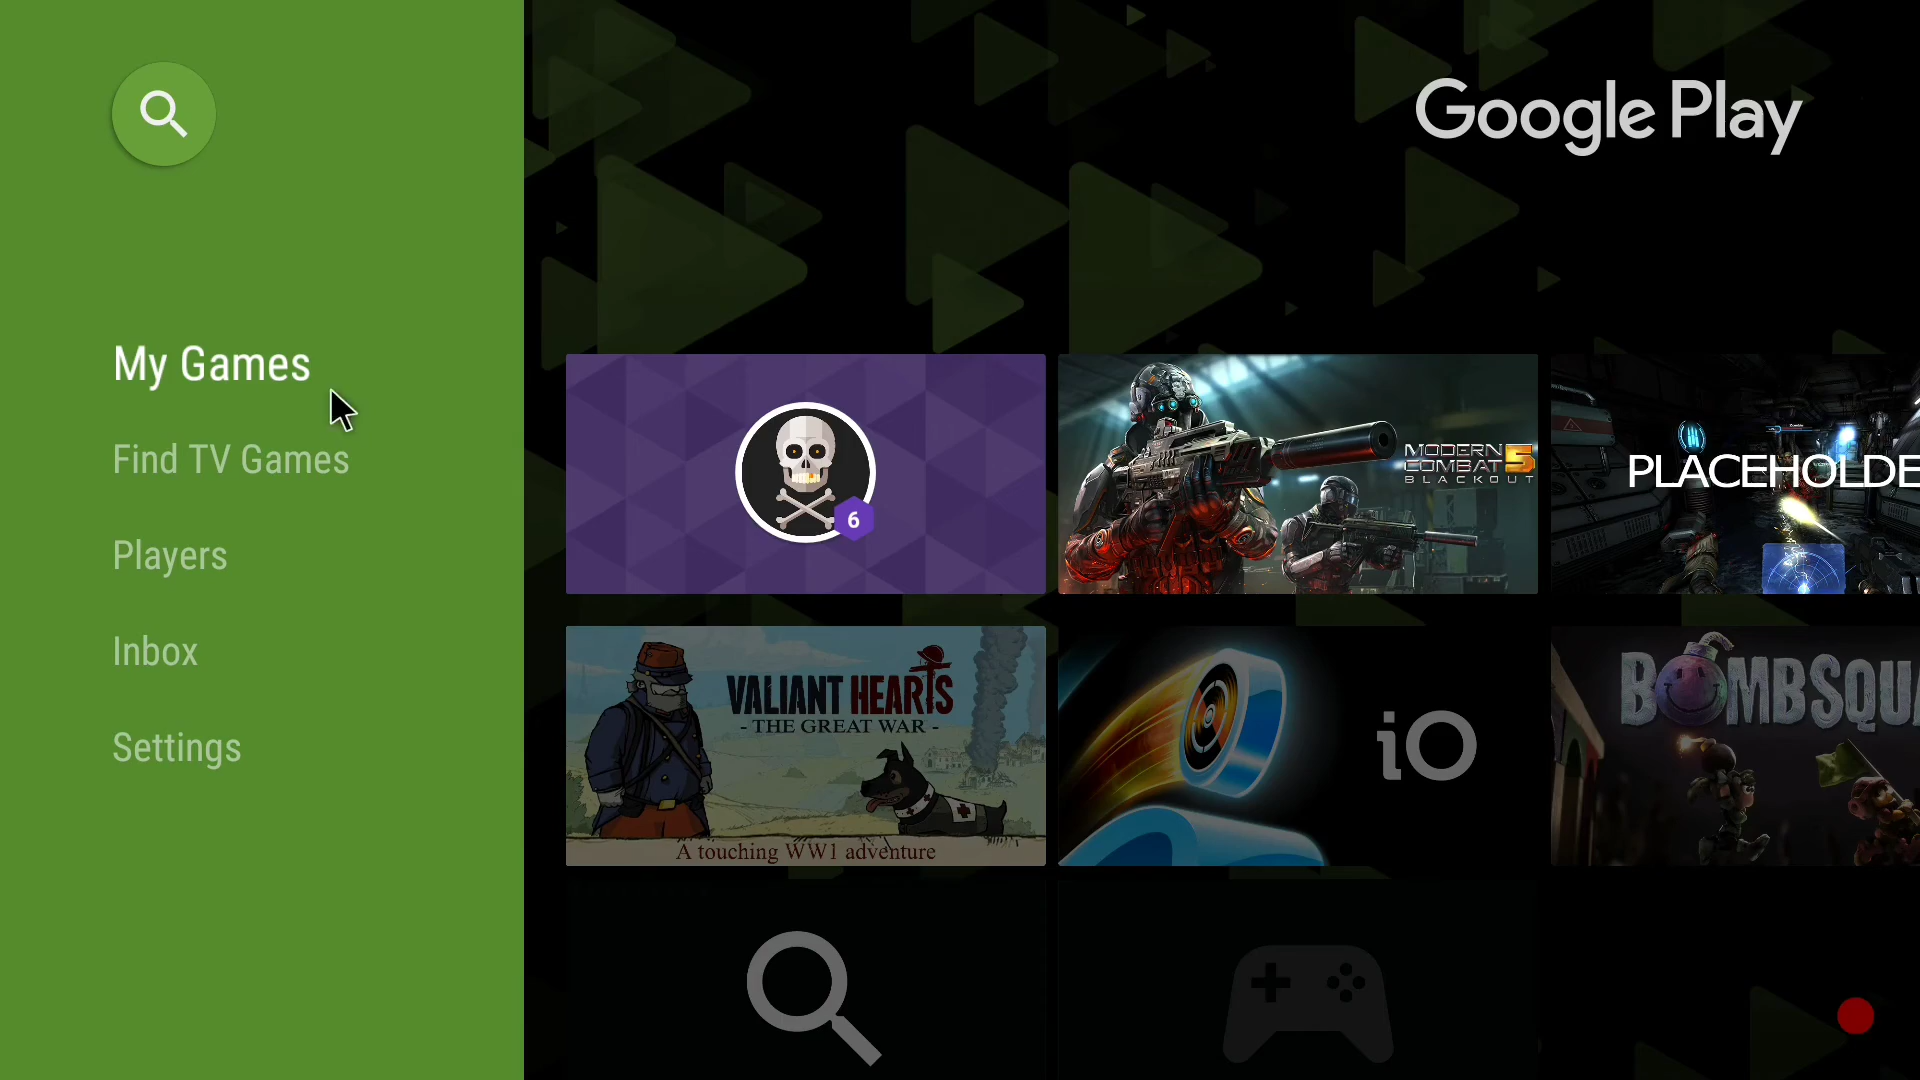 Google Play
My Games
Find TV Games
Players
Inbox
Settings
6
MODERN
COMBAT 5
BLACKOUT
PLACEHOLDE
VALIANT HEARTS
- THE GREAT WAR -
A touching WW1 adventure
iO
BOMBSQUA